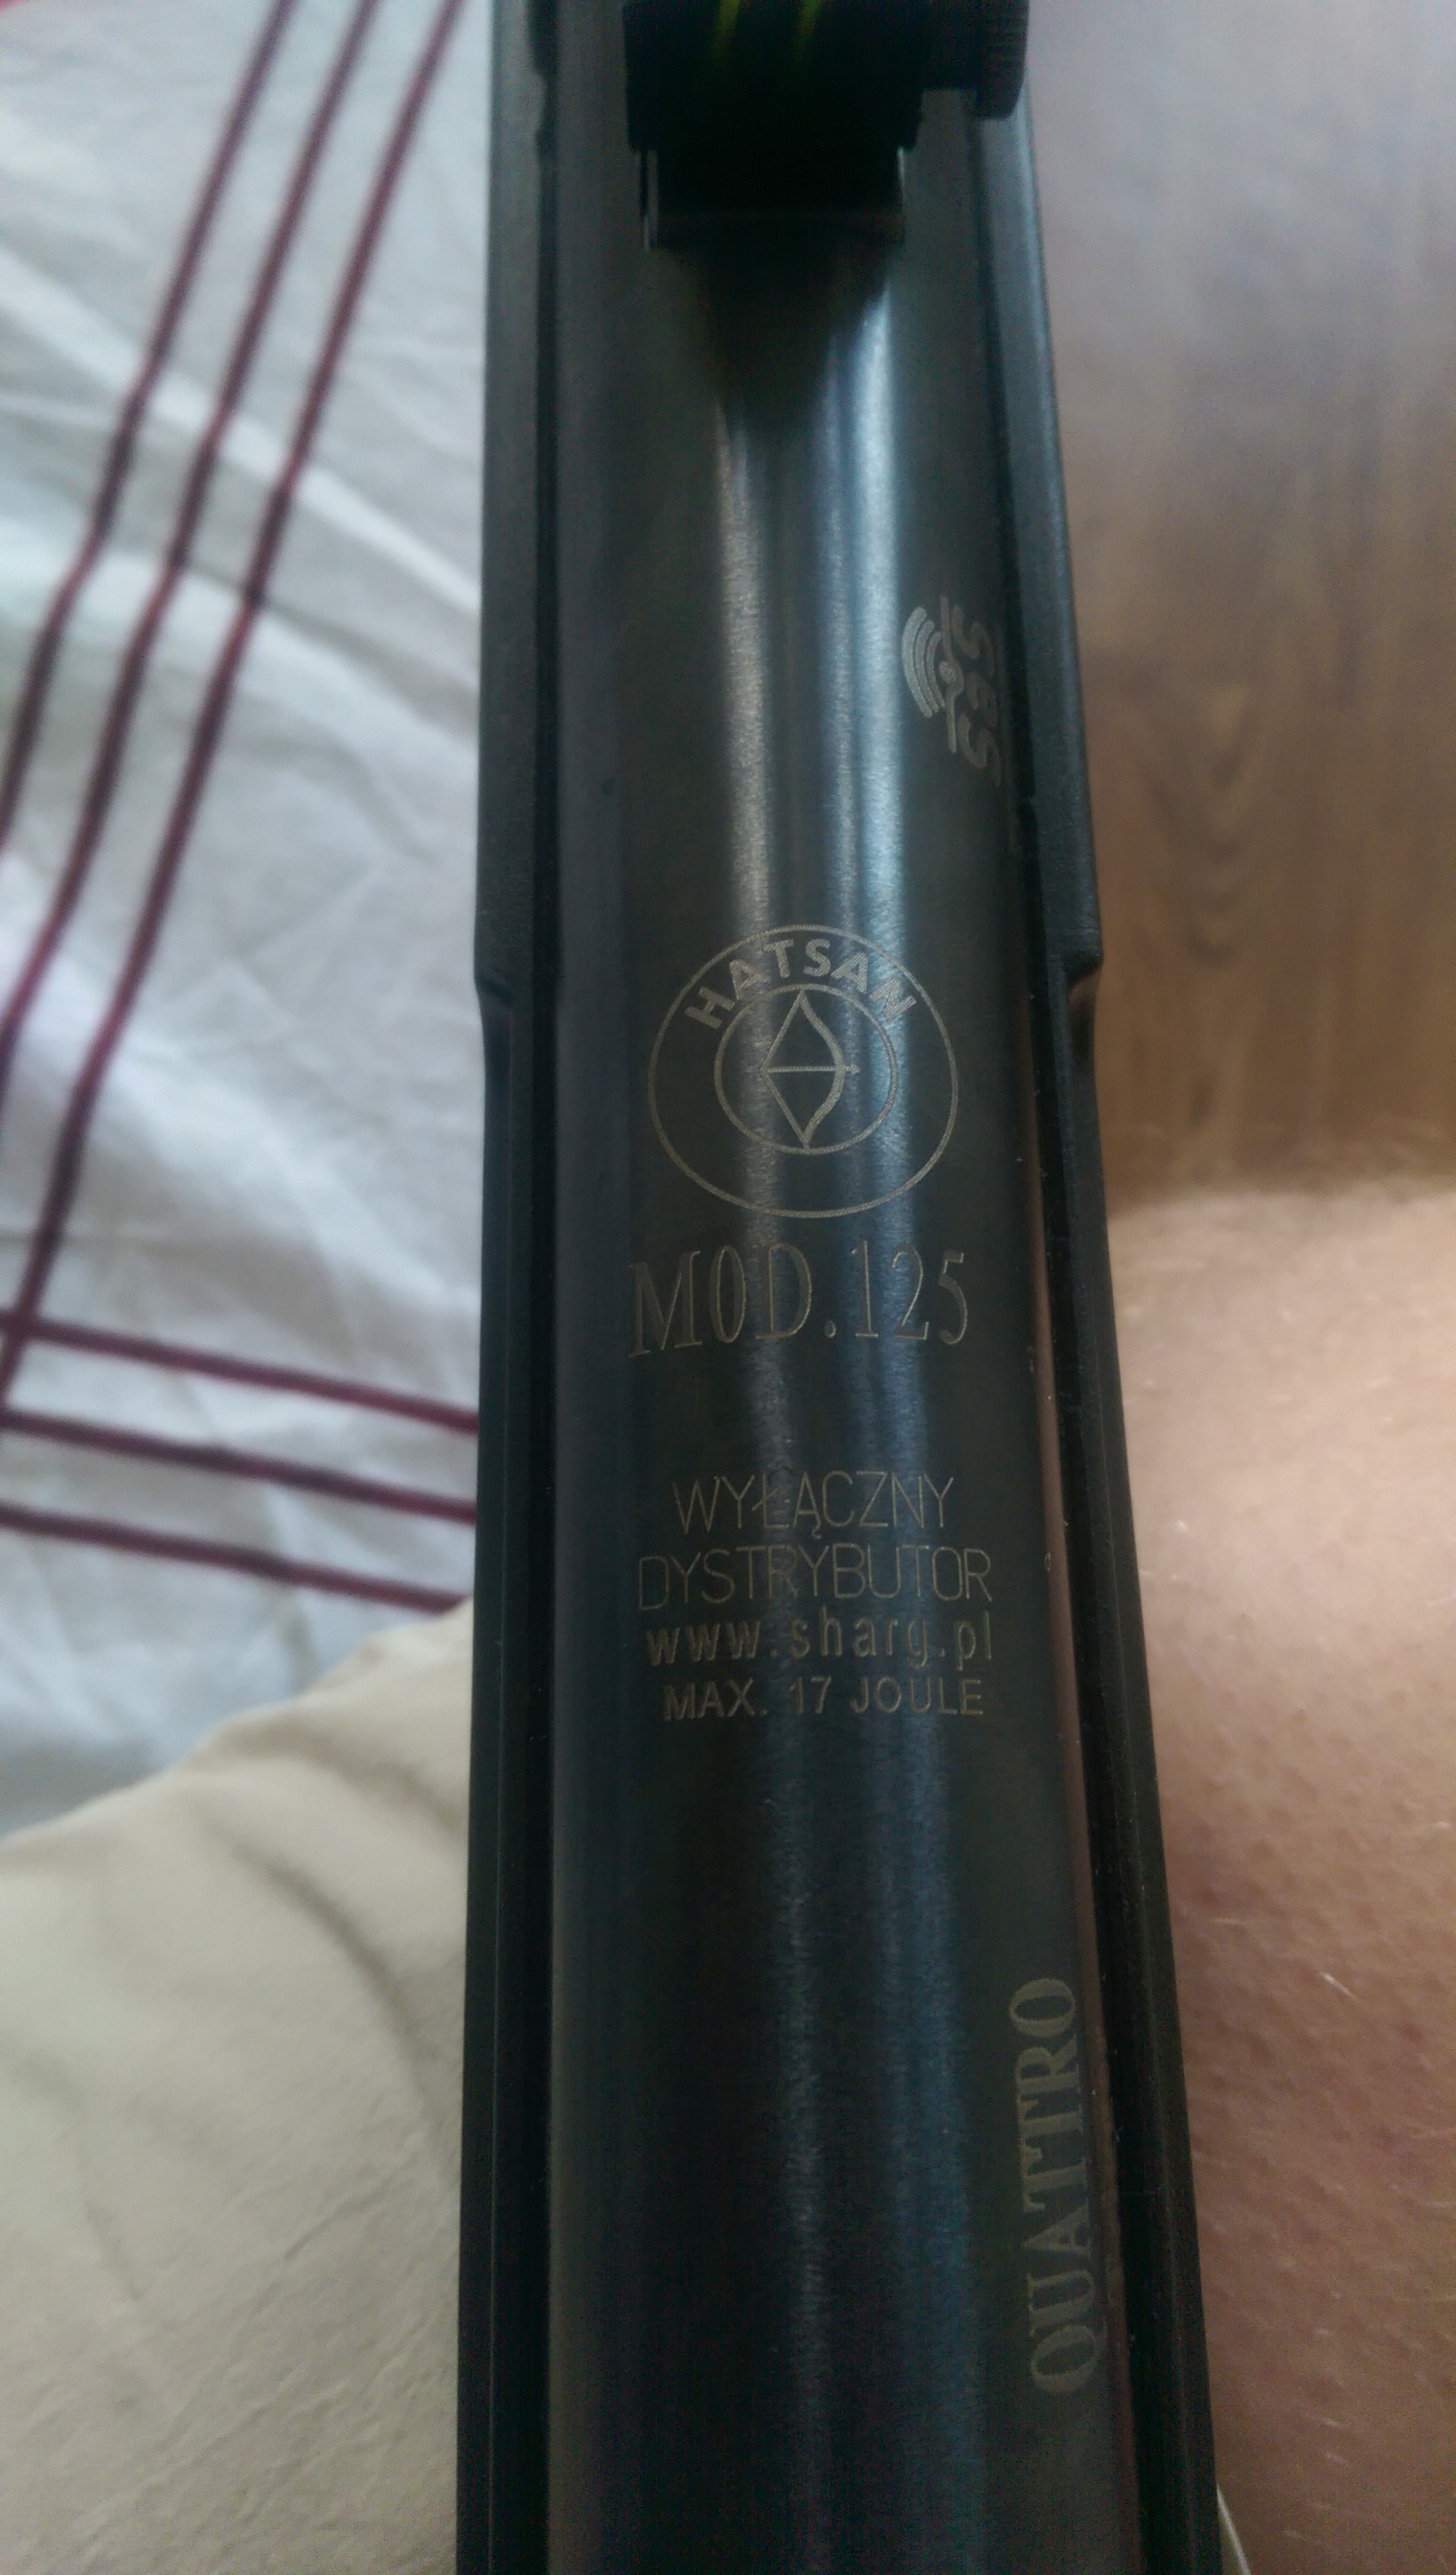 SAS
HATSAN
MOD.125
WYŁĄCZNY
DYSTRYBUTOR
www.sharg.pl
MAX. 17 JOULE
QUATTRO